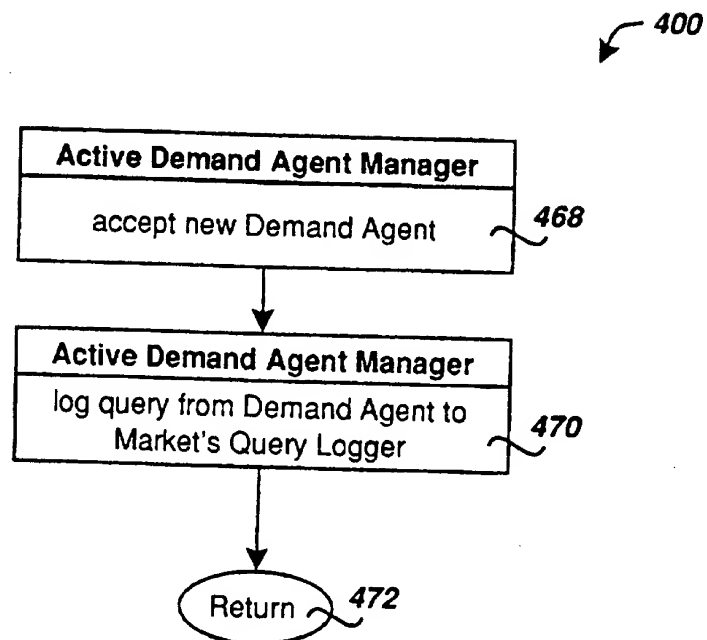 400
Active Demand Agent Manager
accept new Demand Agent
468
Active Demand Agent Manager
log query from Demand Agent to
Market's Query Logger
470
Return
472